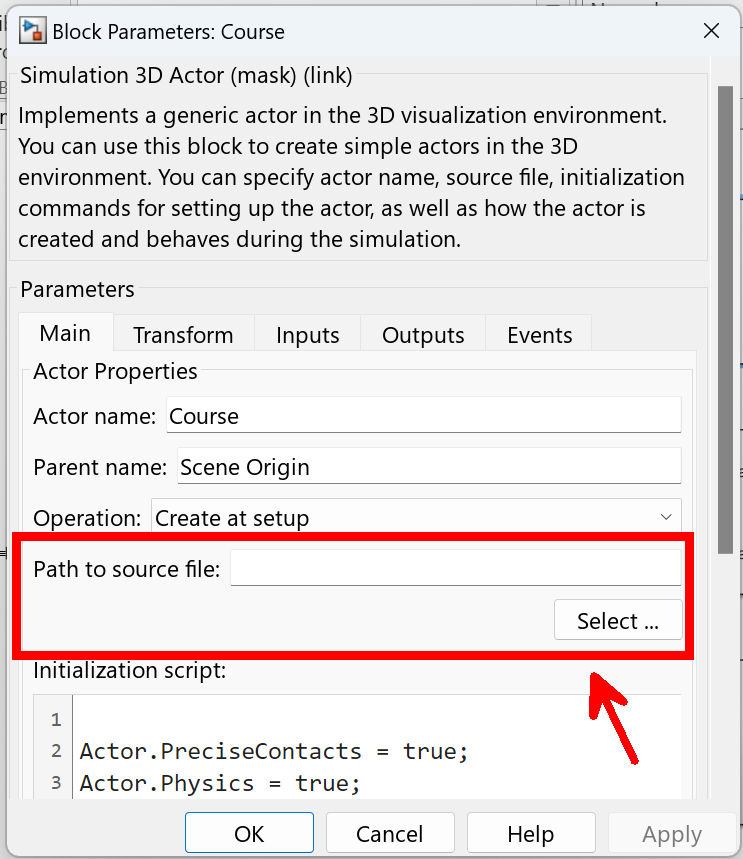 Block Parameters: Course
Simulation 3D Actor (mask) (link)
Implements a generic actor in the 3D visualization environment.
You can use this block to create simple actors in the 3D
environment. You can specify actor name, source file, initialization
commands for setting up the actor, as well as how the actor is
created and behaves during the simulation.
Parameters
Main Transform Inputs Outputs Events
Actor Properties
Actor name: Course
Parent name: Scene Origin
Operation: Create at setup
Path to source file:
Select ...
Initialization script:
1
2 Actor.PreciseContacts = true;
3 Actor.Physics = true;
OK Cancel Help Apply